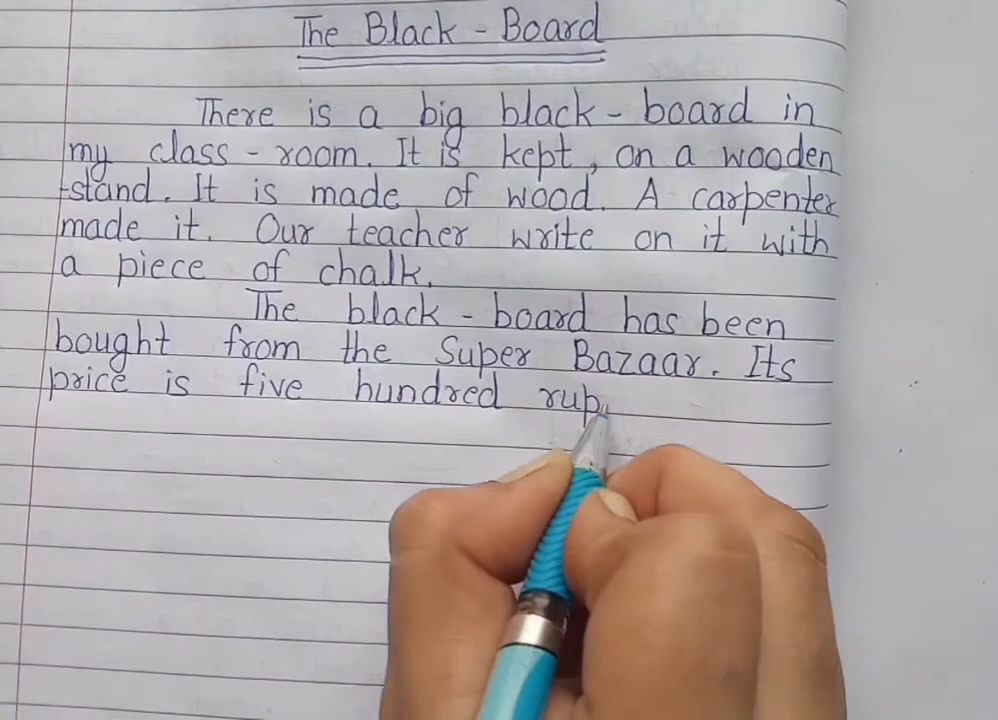 The Black - Board
There is a big black - board in
my class - room. It is kept, on a wooden
-stand. It is made of wood. A carpenter
made it. Our teacher write on it with
a piece of chalk.
The black - board has been
bought from the Super Bazaar. Its
price is five hundred rup